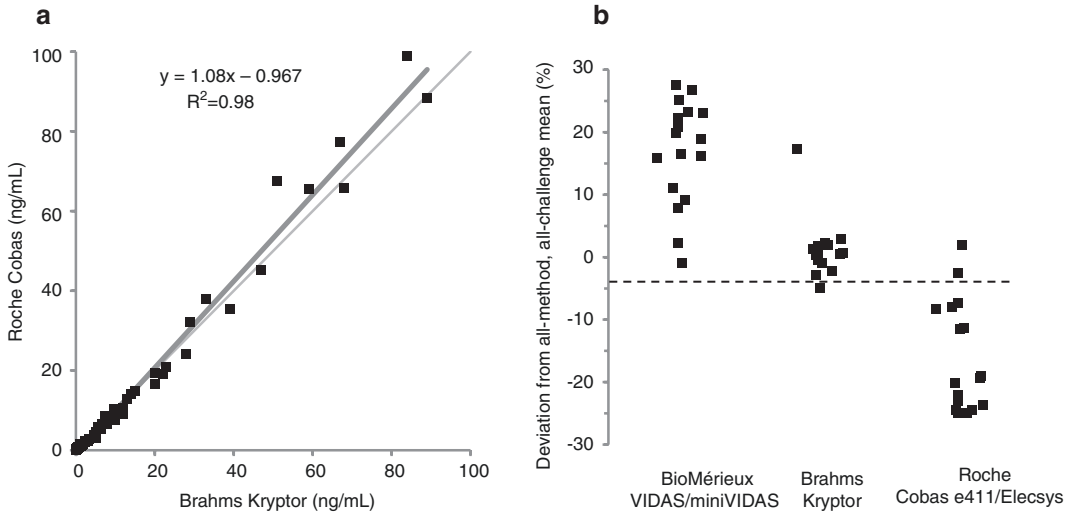 a
100
80
60
40
20
0
y = 1.08x – 0.967
R²=0.98
0
20
40
60
80
100
Roche Cobas (ng/mL)
Brahms Kryptor (ng/mL)
b
30
20
10
0
-10
-20
-30
Deviation from all-method, all-challenge mean (%)
BioMérieux
VIDAS/miniVIDAS
Brahms
Kryptor
Roche
Cobas e411/Elecsys